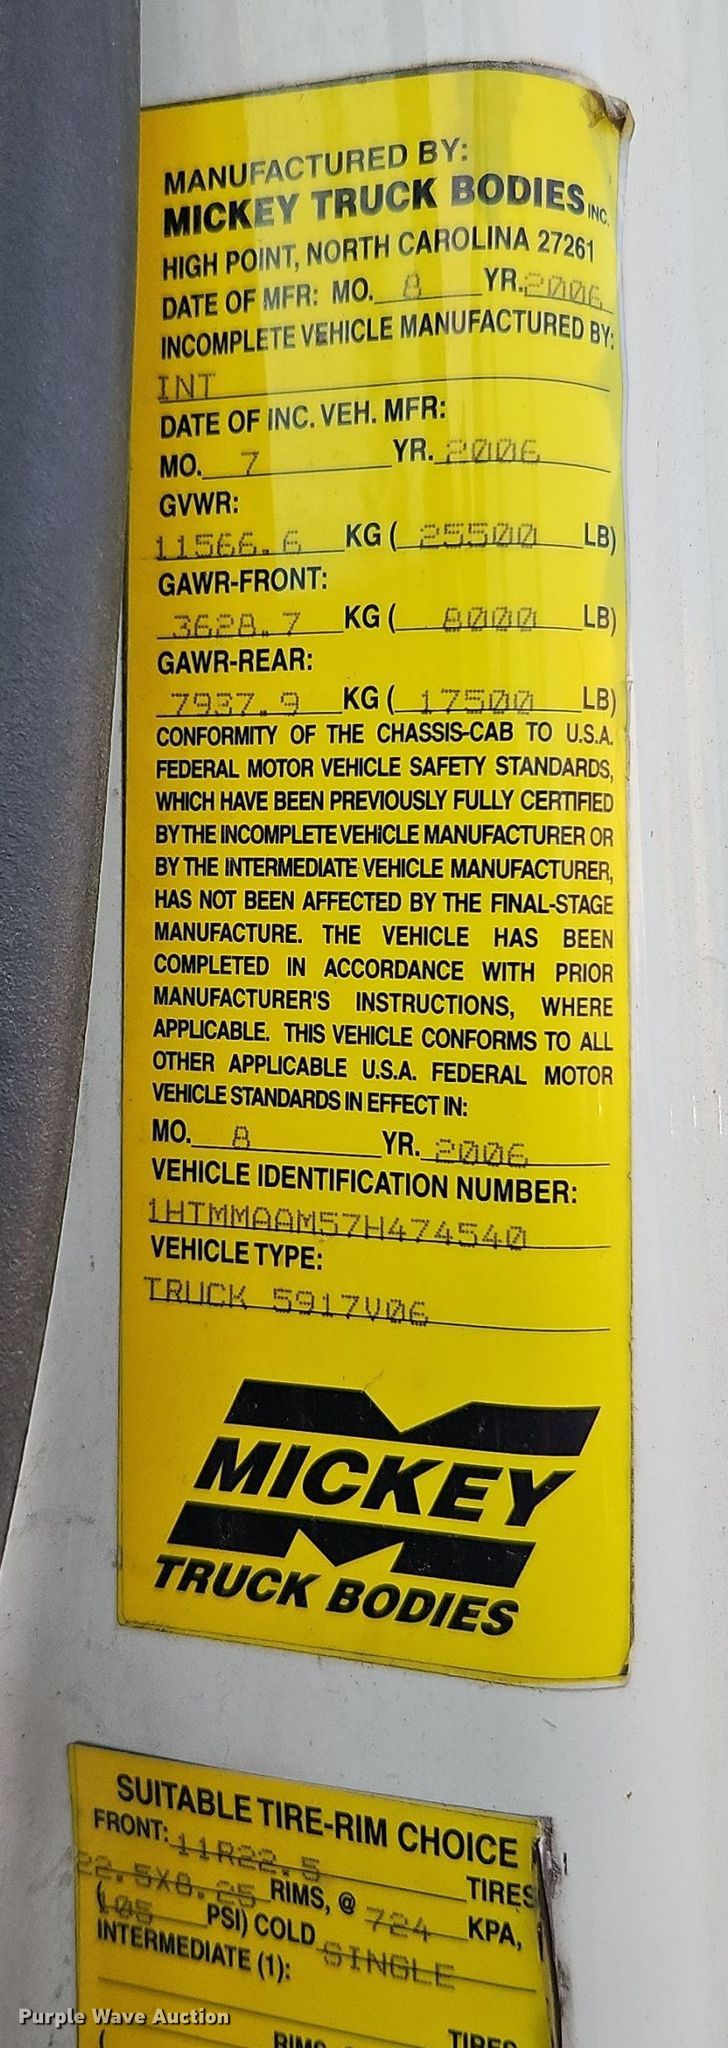 MANUFACTURED BY:
MICKEY TRUCK BODIES INC.
HIGH POINT, NORTH CAROLINA 27261
DATE OF MFR: MO. 8 YR. 2006
INCOMPLETE VEHICLE MANUFACTURED BY:
INT
DATE OF INC. VEH. MFR:
MO. 7 YR. 2006
GVWR:
11566.6 KG ( 25500 LB)
GAWR-FRONT:
3628.7 KG ( 8000 LB)
GAWR-REAR:
7937.9 KG ( 17500 LB)
CONFORMITY OF THE CHASSIS-CAB TO U.S.A.
FEDERAL MOTOR VEHICLE SAFETY STANDARDS,
WHICH HAVE BEEN PREVIOUSLY FULLY CERTIFIED
BY THE INCOMPLETE VEHICLE MANUFACTURER OR
BY THE INTERMEDIATE VEHICLE MANUFACTURER,
HAS NOT BEEN AFFECTED BY THE FINAL-STAGE
MANUFACTURE. THE VEHICLE HAS BEEN
COMPLETED IN ACCORDANCE WITH PRIOR
MANUFACTURER'S INSTRUCTIONS, WHERE
APPLICABLE. THIS VEHICLE CONFORMS TO ALL
OTHER APPLICABLE U.S.A. FEDERAL MOTOR
VEHICLE STANDARDS IN EFFECT IN:
MO. 8 YR. 2006
VEHICLE IDENTIFICATION NUMBER:
1HTMMAAM57H474540
VEHICLE TYPE:
TRUCK 5917V06
MICKEY
TRUCK BODIES
SUITABLE TIRE-RIM CHOICE
FRONT: 11R22.5 TIRES
22.5X8.25 RIMS, @ 724 KPA,
( 105 PSI) COLD SINGLE
INTERMEDIATE (1):
( RIMS TIRES
Purple Wave Auction